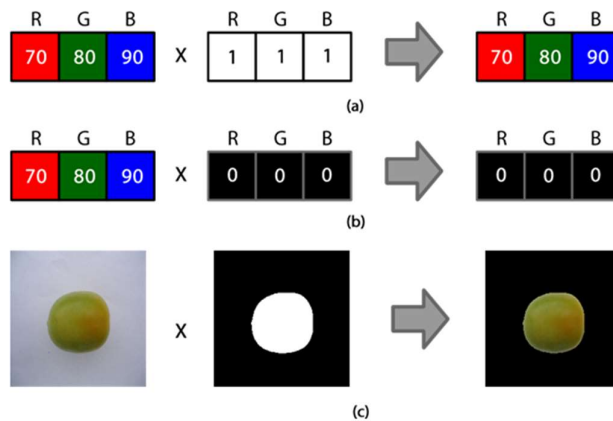 R G B R G B R G B
70 80 90 X 1 1 1 70 80 90
(a)
R G B R G B R G B
70 80 90 X 0 0 0 0 0 0
(b)
X
(c)